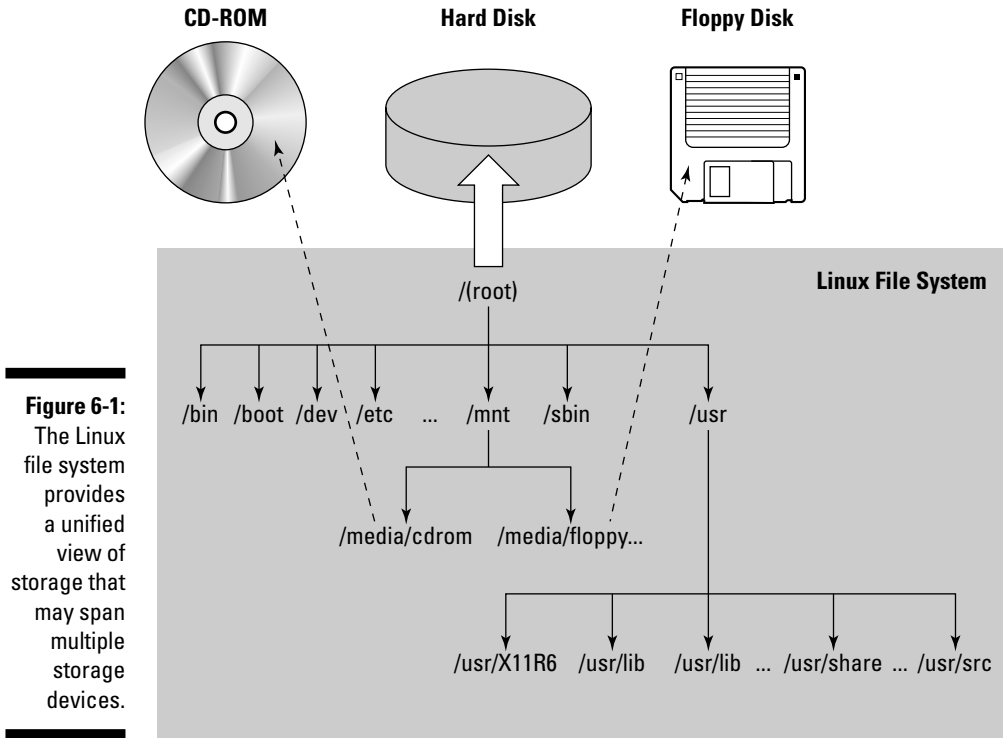 CD-ROM Hard Disk Floppy Disk
Linux File System
/(root)
/bin /boot /dev /etc ... /mnt /sbin /usr
/media/cdrom /media/floppy...
/usr/X11R6 /usr/lib /usr/lib ... /usr/share ... /usr/src
Figure 6-1:
The Linux
file system
provides
a unified
view of
storage that
may span
multiple
storage
devices.